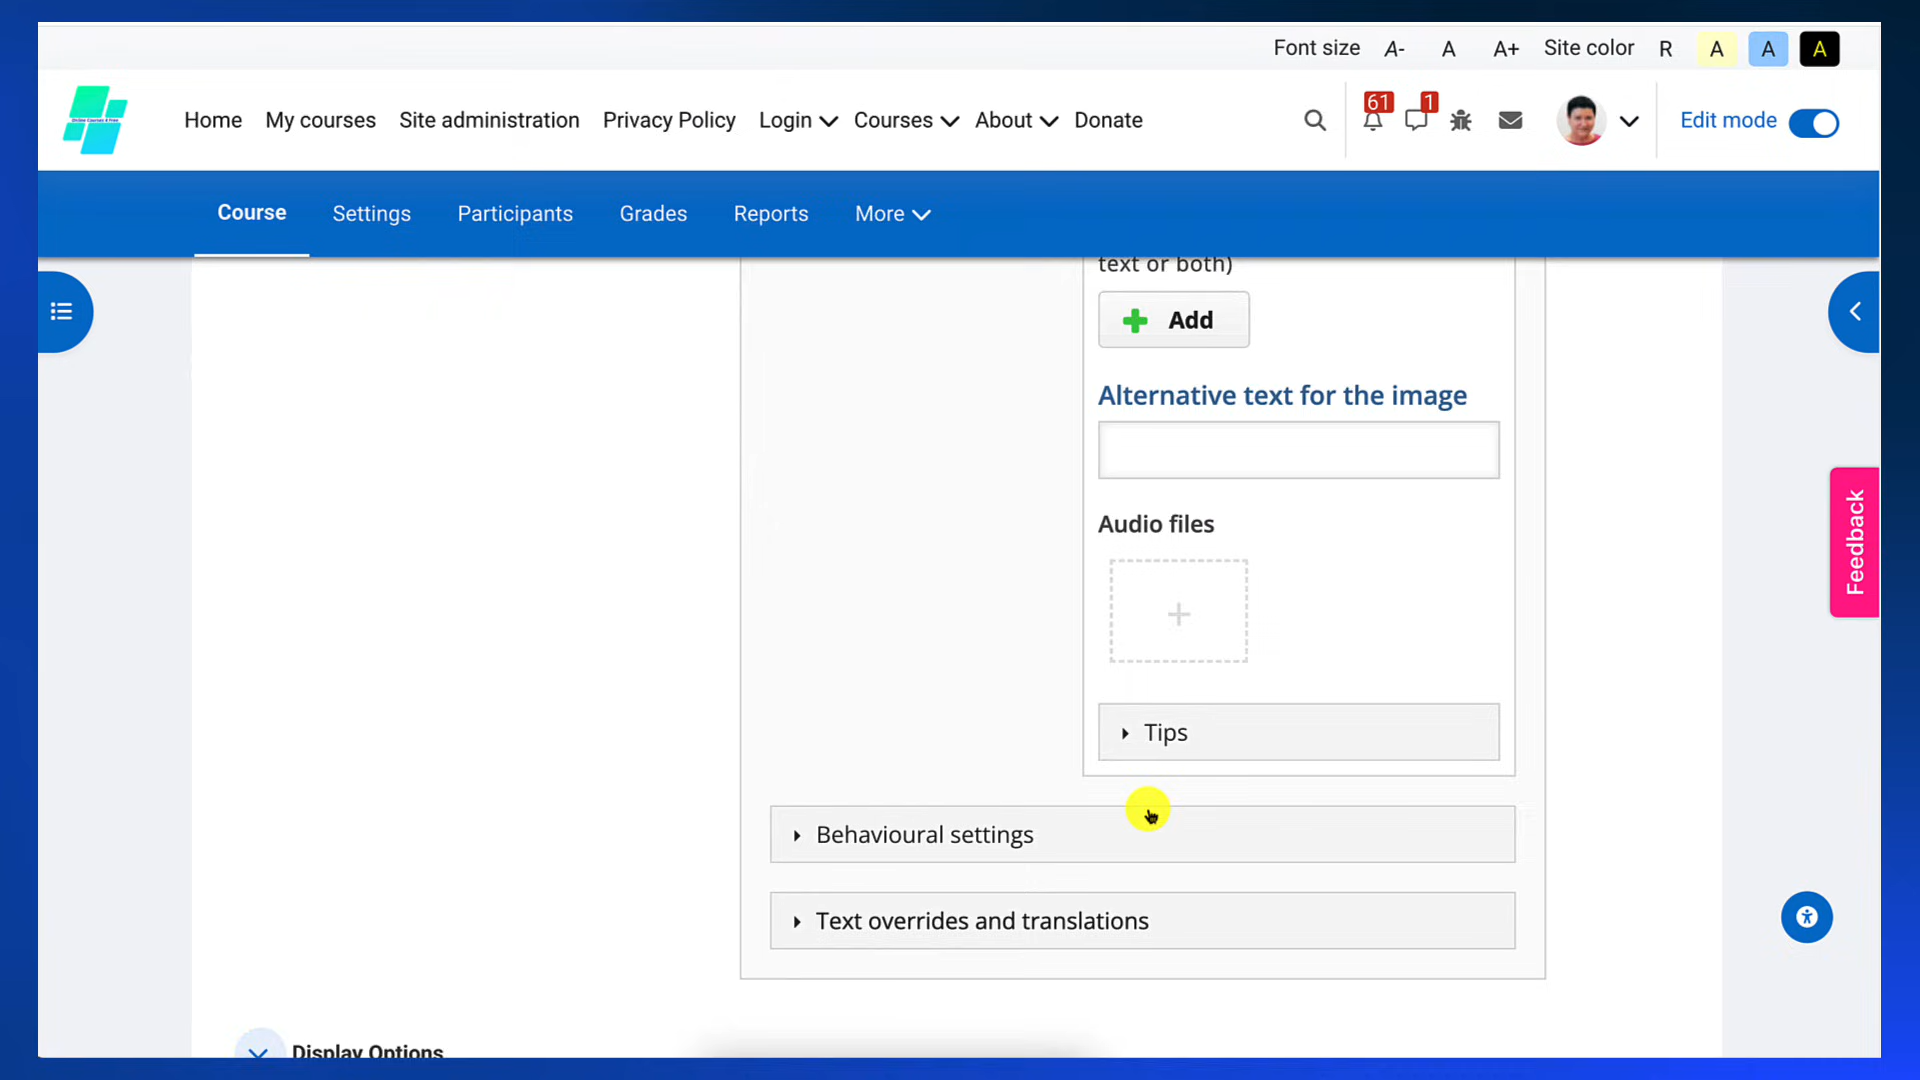 Font size A- A A+ Site color R A A A
Home My courses Site administration Privacy Policy Login Courses About Donate 61 1 Edit mode
Course Settings Participants Grades Reports More
text or both)
Add
Alternative text for the image
Audio files
Feedback
Tips
Behavioural settings
Text overrides and translations
Display Options